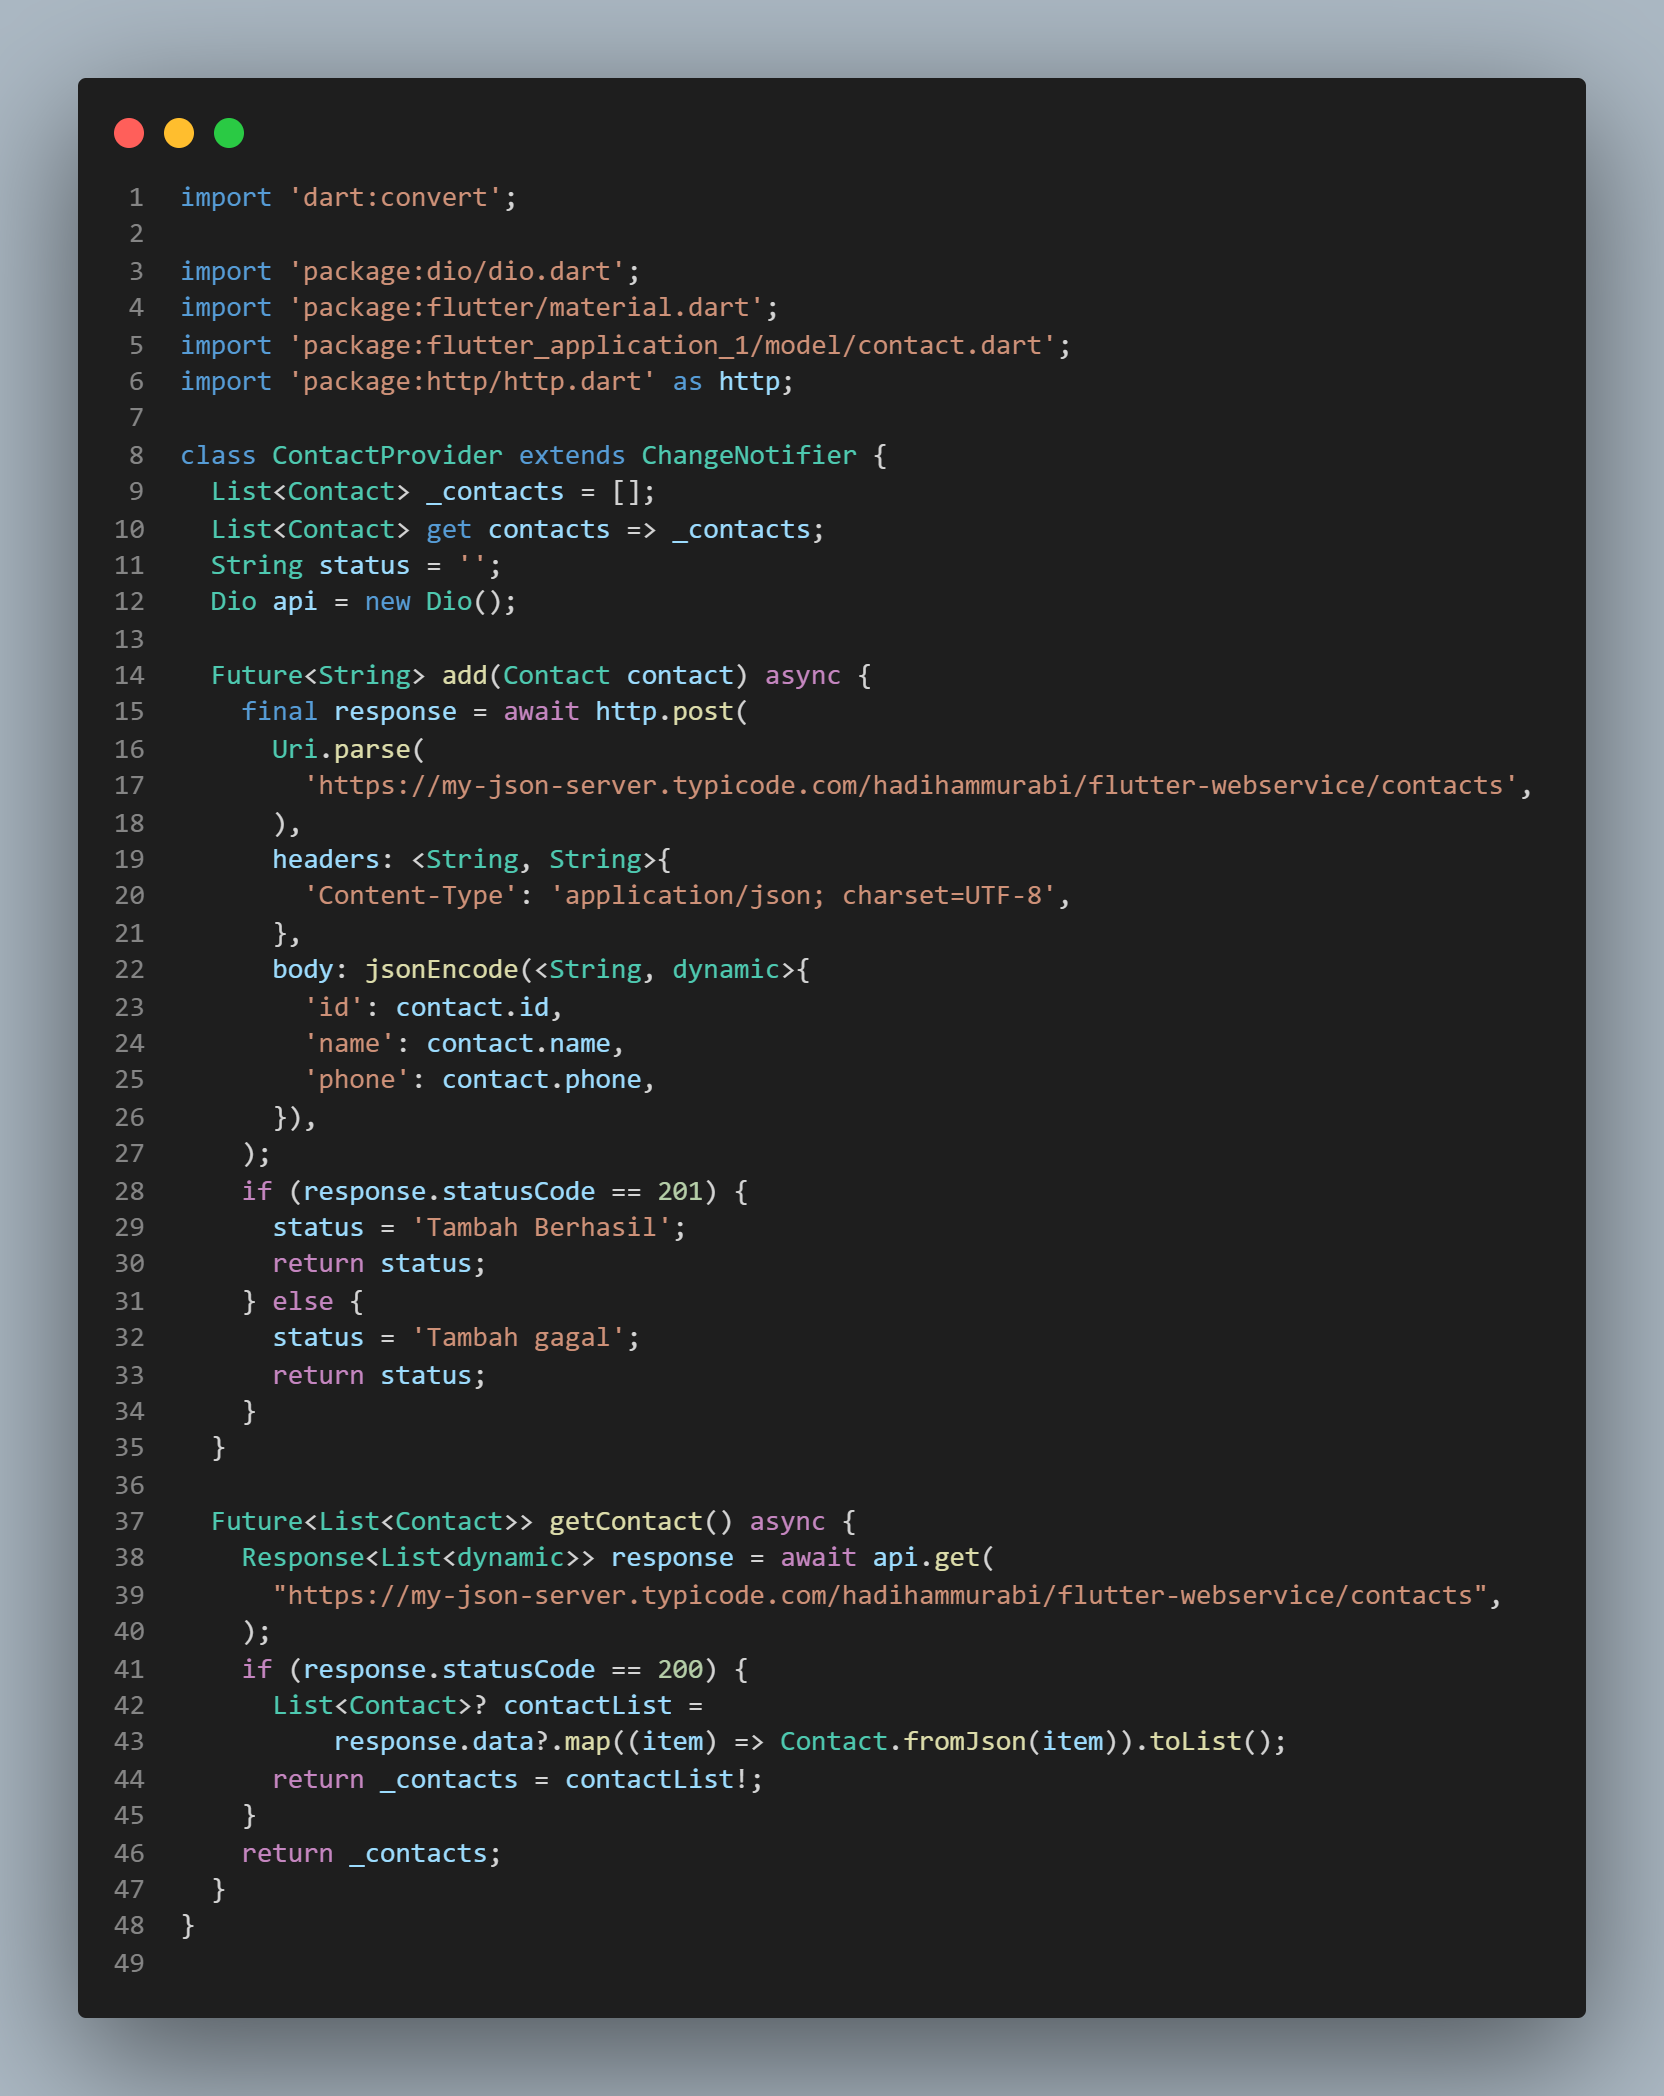 1 import 'dart:convert';
2
3 import 'package:dio/dio.dart';
4 import 'package:flutter/material.dart';
5 import 'package:flutter_application_1/model/contact.dart';
6 import 'package:http/http.dart' as http;
7
8 class ContactProvider extends ChangeNotifier {
9   List<Contact> _contacts = [];
10   List<Contact> get contacts => _contacts;
11   String status = '';
12   Dio api = new Dio();
13
14   Future<String> add(Contact contact) async {
15     final response = await http.post(
16       Uri.parse(
17         'https://my-json-server.typicode.com/hadihammurabi/flutter-webservice/contacts',
18       ),
19       headers: <String, String>{
20         'Content-Type': 'application/json; charset=UTF-8',
21       },
22       body: jsonEncode(<String, dynamic>{
23         'id': contact.id,
24         'name': contact.name,
25         'phone': contact.phone,
26       }),
27     );
28     if (response.statusCode == 201) {
29       status = 'Tambah Berhasil';
30       return status;
31     } else {
32       status = 'Tambah gagal';
33       return status;
34     }
35   }
36
37   Future<List<Contact>> getContact() async {
38     Response<List<dynamic>> response = await api.get(
39       "https://my-json-server.typicode.com/hadihammurabi/flutter-webservice/contacts",
40     );
41     if (response.statusCode == 200) {
42       List<Contact>? contactList =
43           response.data?.map((item) => Contact.fromJson(item)).toList();
44       return _contacts = contactList!;
45     }
46     return _contacts;
47   }
48 }
49